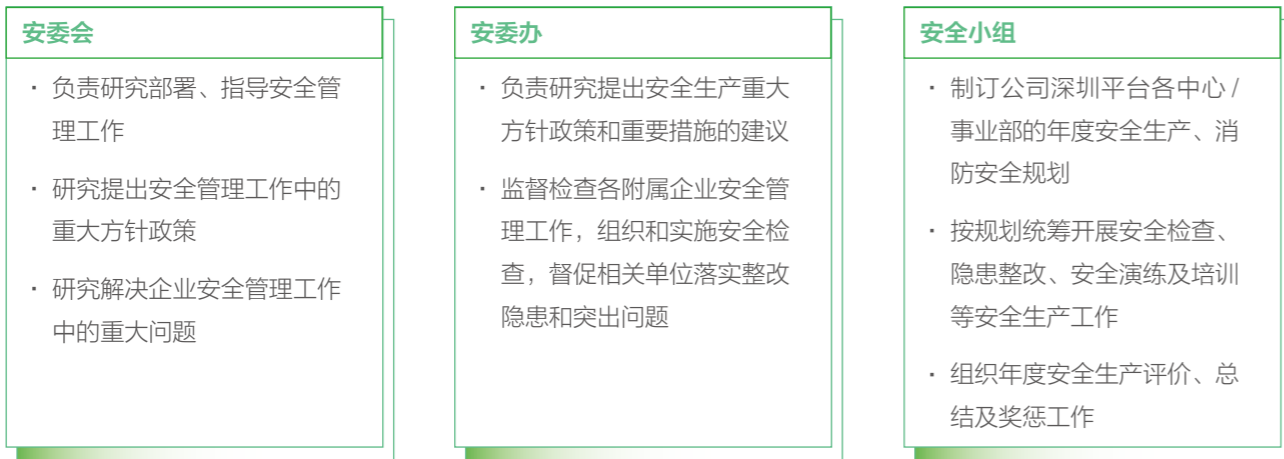 安委会
· 负责研究部署、指导安全管
理工作
· 研究提出安全管理工作中的
重大方针政策
· 研究解决企业安全管理工作
中的重大问题
安委办
· 负责研究提出安全生产重大
方针政策和重要措施的建议
· 监督检查各附属企业安全管
理工作，组织和实施安全检
查，督促相关单位落实整改
隐患和突出问题
安全小组
· 制订公司深圳平台各中心 /
事业部的年度安全生产、消
防安全规划
· 按规划统筹开展安全检查、
隐患整改、安全演练及培训
等安全生产工作
· 组织年度安全生产评价、总
结及奖惩工作